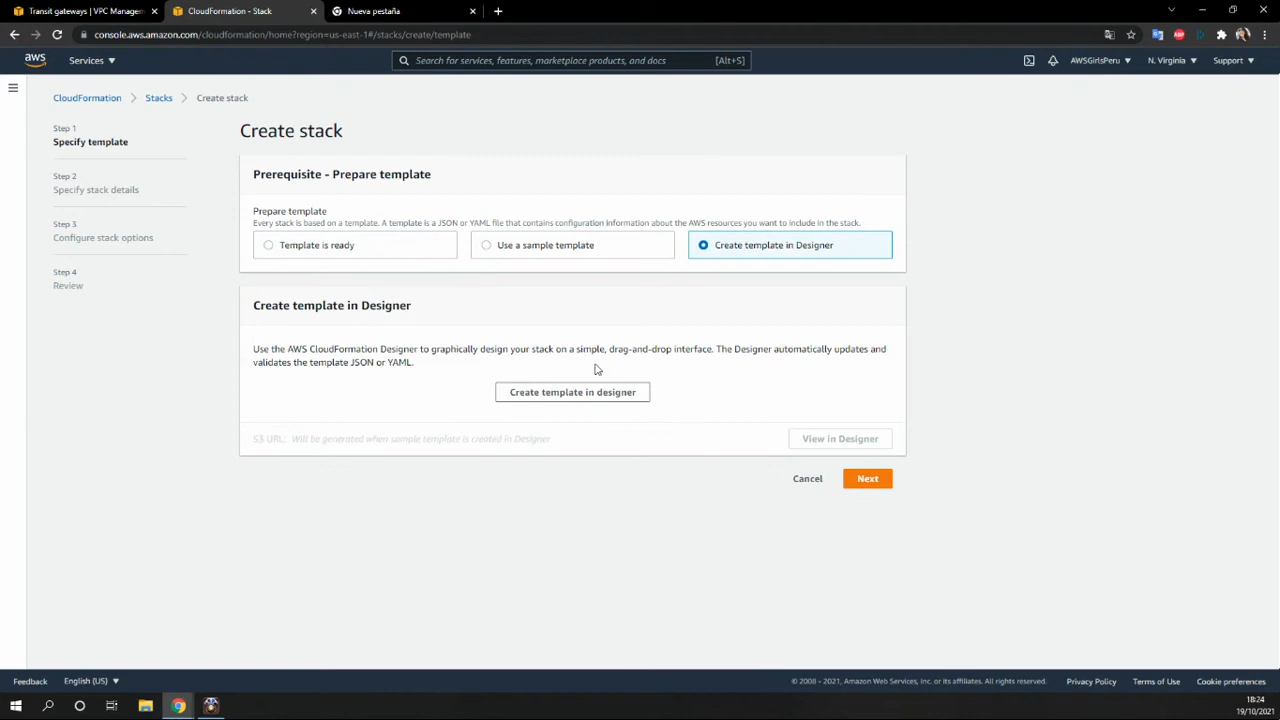 Transit gateways | VPC Manager
CloudFormation - Stack
Nueva pestaña
console.aws.amazon.com/cloudformation/home?region=us-east-1#/stacks/create/template
ABP
aws
Services
Search for services, features, marketplace products, and docs
[Alt+S]
AWSGirlsPeru
N. Virginia
Support
CloudFormation
Stacks
Create stack
Step 1
Specify template
Step 2
Specify stack details
Step 3
Configure stack options
Step 4
Review
Create stack
Prerequisite - Prepare template
Prepare template
Every stack is based on a template. A template is a JSON or YAML file that contains configuration information about the AWS resources you want to include in the stack.
Template is ready
Use a sample template
Create template in Designer
Create template in Designer
Use the AWS CloudFormation Designer to graphically design your stack on a simple, drag-and-drop interface. The Designer automatically updates and
validates the template JSON or YAML.
Create template in designer
S3 URL: Will be generated when sample template is created in Designer
View in Designer
Cancel
Next
Feedback
English (US)
© 2008 - 2021, Amazon Web Services, Inc. or its affiliates. All rights reserved.
Privacy Policy
Terms of Use
Cookie preferences
18:24
19/10/2021